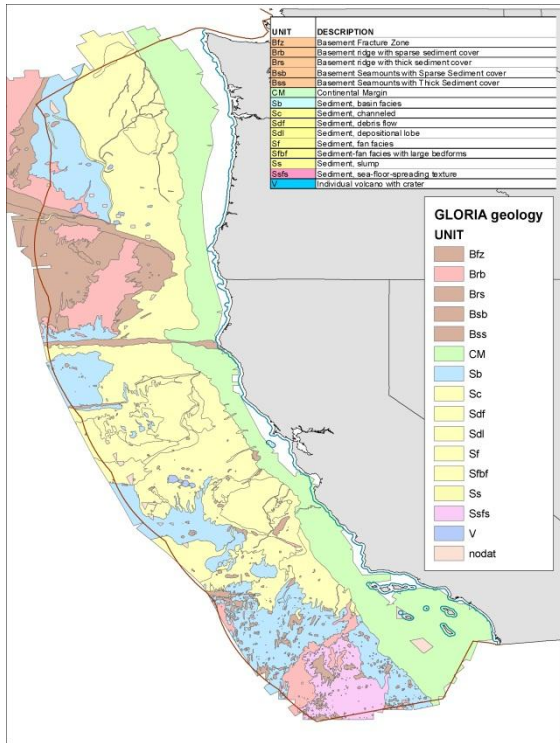 UNIT DESCRIPTION
Bfz Basement Fracture Zone
Brb Basement ridge with sparse sediment cover
Brs Basement ridge with thick sediment cover
Bsb Basement Seamounts with Sparse Sediment cover
Bss Basement Seamounts with Thick Sediment cover
CM Continental Margin
Sb Sediment, basin facies
Sc Sediment, channeled
Sdf Sediment, debris flow
Sdl Sediment, depositional lobe
Sf Sediment, fan facies
Sfbf Sediment-fan facies with large bedforms
Ss Sediment, slump
Ssfs Sediment, sea-floor-spreading texture
V Individual volcano with crater
GLORIA geology
UNIT
Bfz
Brb
Brs
Bsb
Bss
CM
Sb
Sc
Sdf
Sdl
Sf
Sfbf
Ss
Ssfs
V
nodat